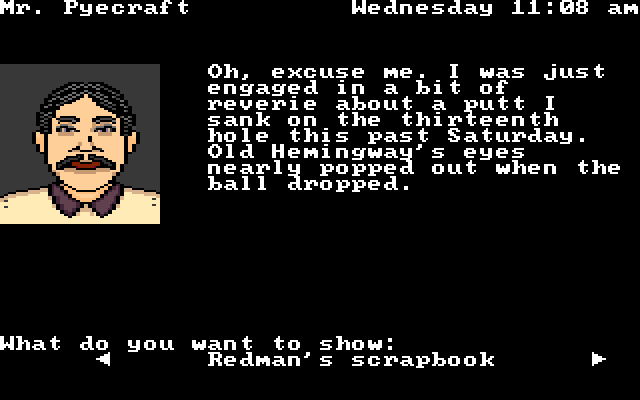 Mr. Pyecraft
Wednesday 11:08 am
Oh, excuse me. I was just
engaged in a bit of
reverie about a putt I
sank on the thirteenth
hole this past Saturday.
Old Hemingway's eyes
nearly popped out when the
ball dropped.
What do you want to show:
Redman's scrapbook